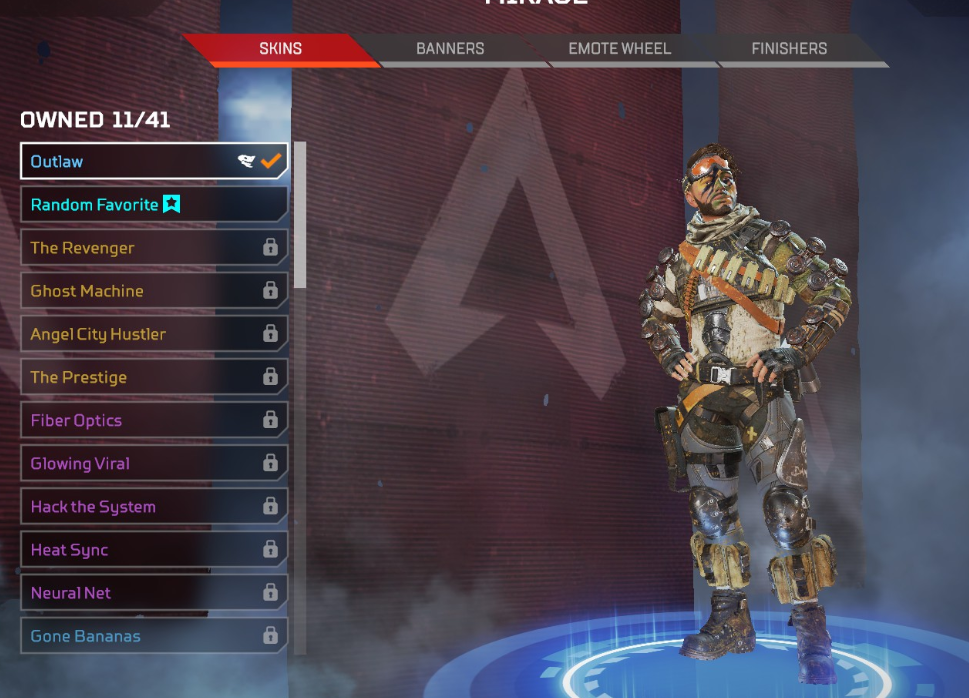 MIRAGE
SKINS BANNERS EMOTE WHEEL FINISHERS
OWNED 11/41
Outlaw
Random Favorite
The Revenger
Ghost Machine
Angel City Hustler
The Prestige
Fiber Optics
Glowing Viral
Hack the System
Heat Sync
Neural Net
Gone Bananas